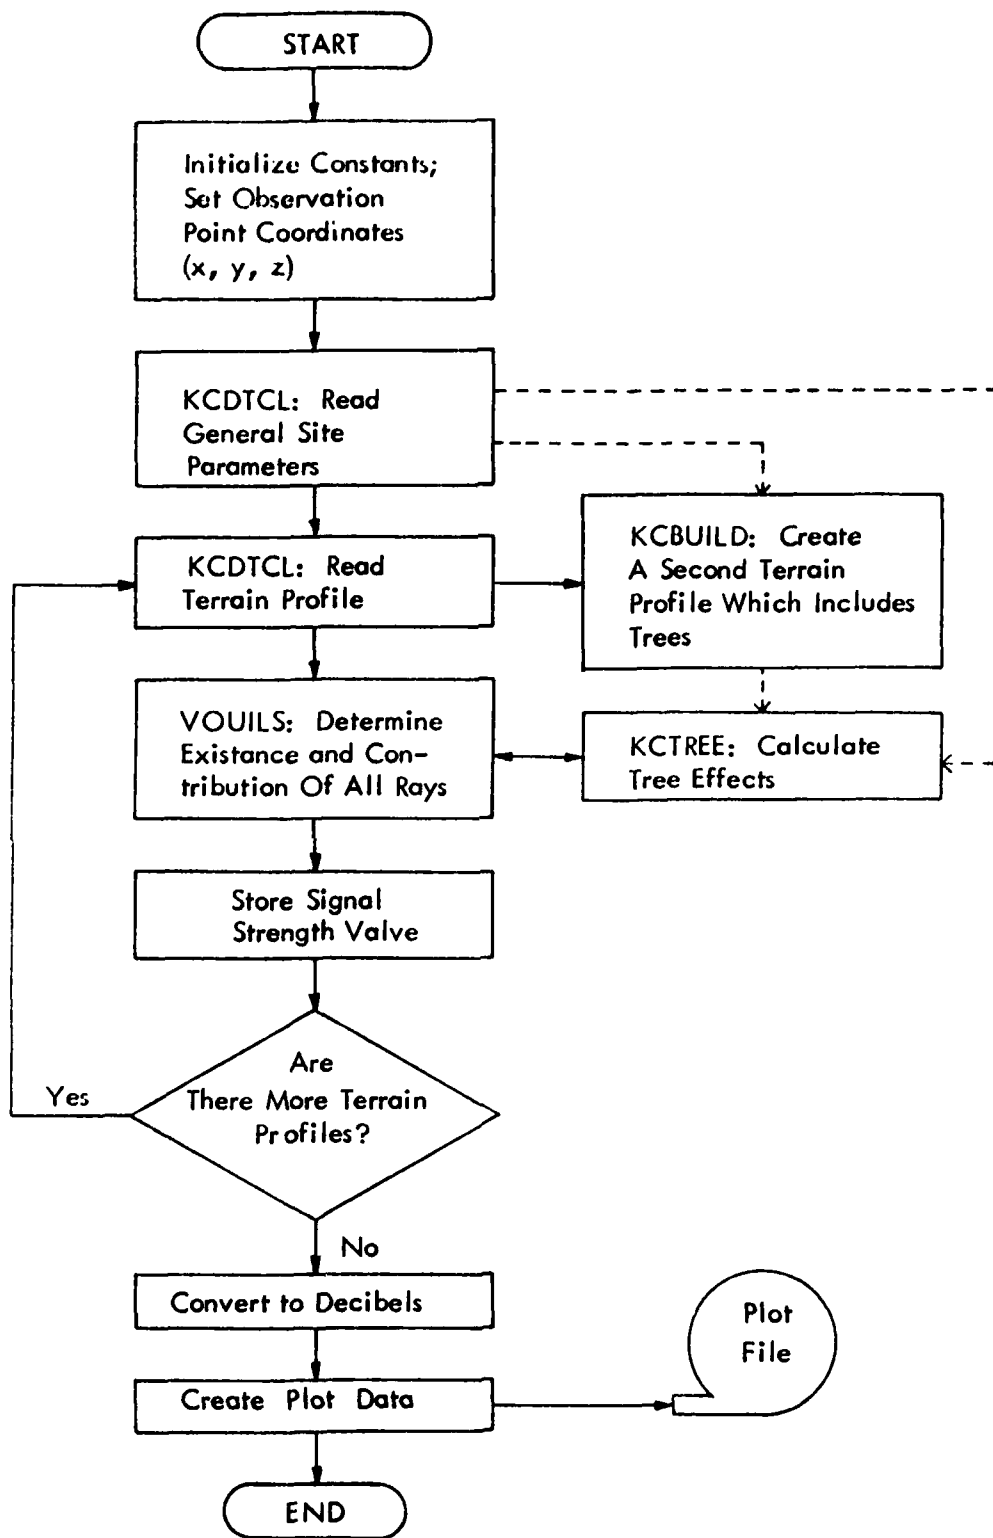 START
Initialize Constants;
Set Observation
Point Coordinates
(x, y, z)
KCDTCL: Read
General Site
Parameters
KCDTCL: Read
Terrain Profile
KCBUILD: Create
A Second Terrain
Profile Which Includes
Trees
VOUILS: Determine
Existance and Con-
tribution Of All Rays
KCTREE: Calculate
Tree Effects
Store Signal
Strength Valve
Are
There More Terrain
Profiles?
Yes
No
Convert to Decibels
Create Plot Data
Plot
File
END